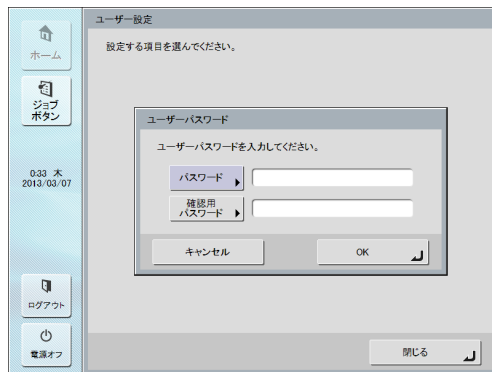 ユーザー設定
設定する項目を選んでください。
ホーム
ジョブ
ボタン
0:33 木
2013/03/07
ログアウト
電源オフ
ユーザーパスワード
ユーザーパスワードを入力してください。
パスワード
確認用
パスワード
キャンセル
OK
閉じる